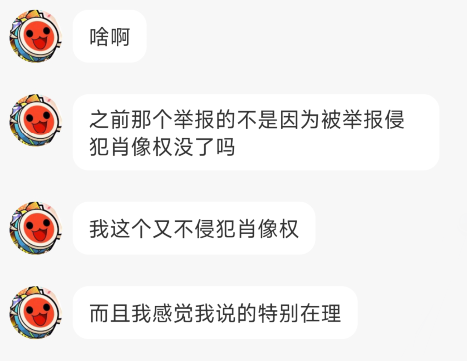 啥啊
之前那个举报的不是因为被举报侵
犯肖像权没了吗
我这个又不侵犯肖像权
而且我感觉我说的特别在理